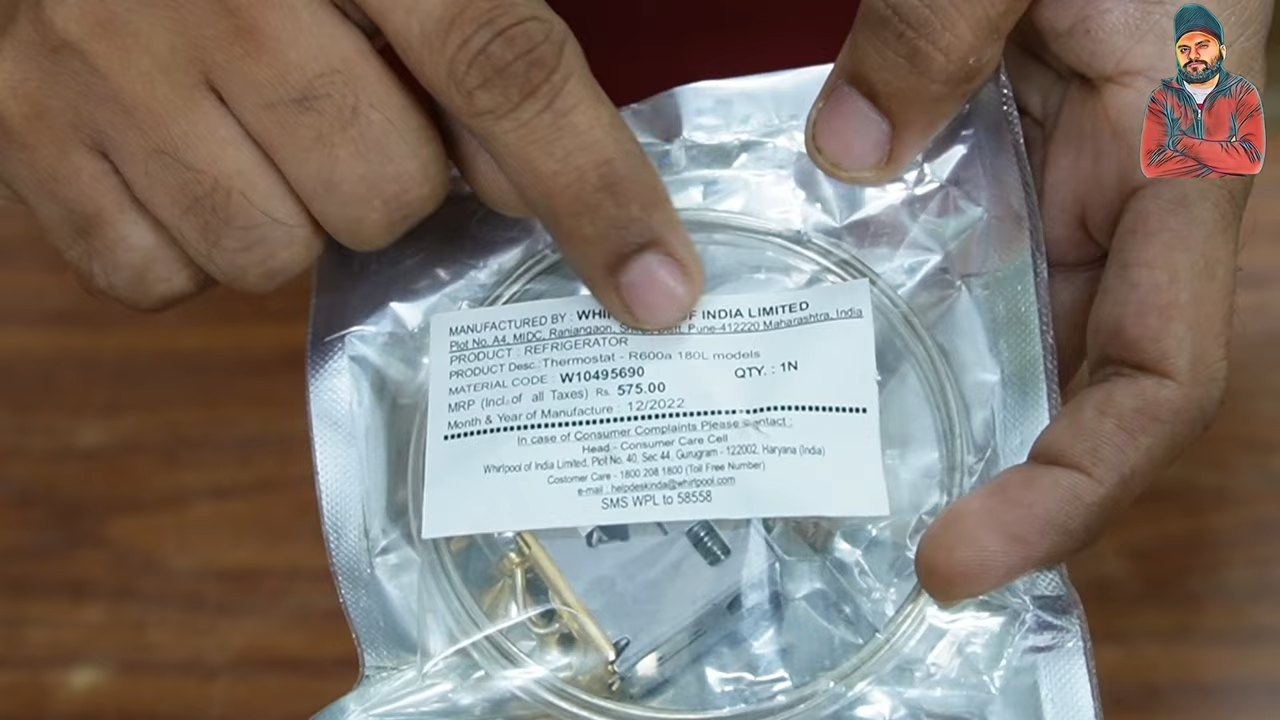 MANUFACTURED BY : WHIR OF INDIA LIMITED
Plot No. A4, MIDC, Ranjangaon, Pune-412220 Maharashtra, India
PRODUCT : REFRIGERATOR
PRODUCT Desc : Thermostat - R600a 180L models
MATERIAL CODE : W10495690 QTY. : 1N
MRP (Incl. of all Taxes) Rs. 575.00
Month & Year of Manufacture : 12/2022
In case of Consumer Complaints Please contact :
Head - Consumer Care Cell
Whirlpool of India Limited, Plot No. 40, Sec 44, Gurugram - 122002, Haryana (India)
Costomer Care - 1800 208 1800 (Toll Free Number)
e-mail : helpdeskinda@whirlpool.com
SMS WPL to 58558